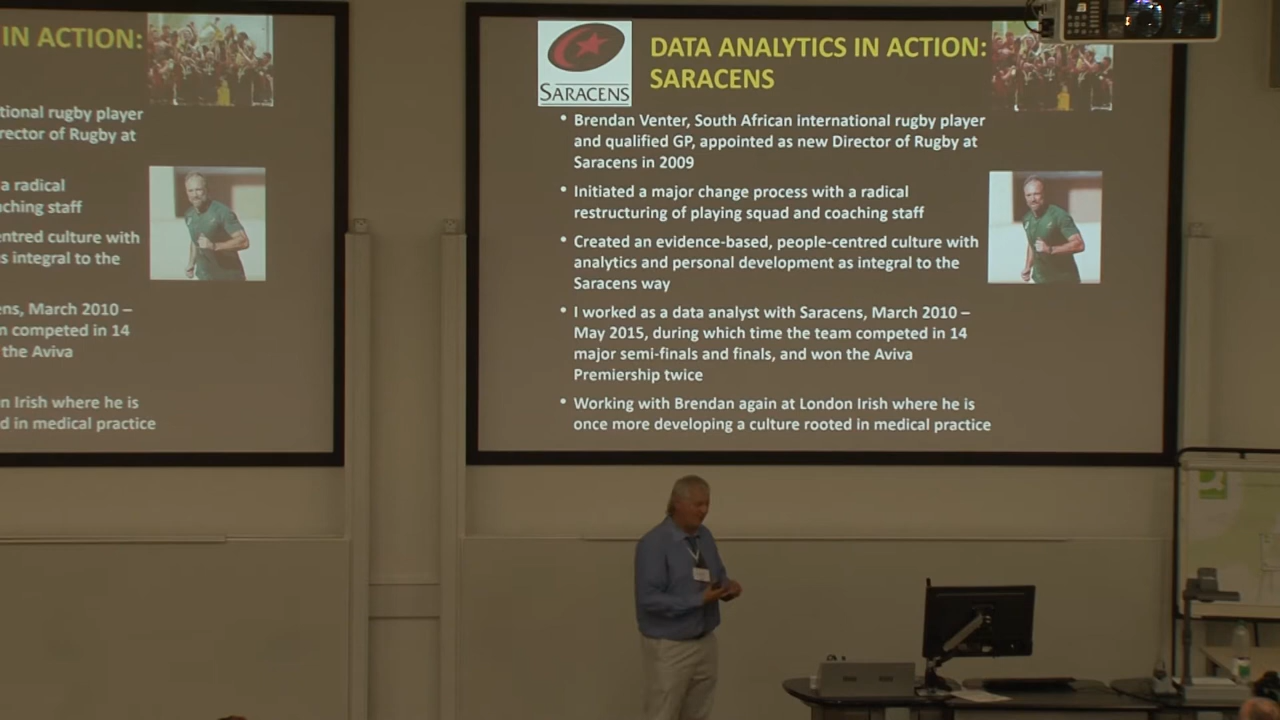 IN ACTION:
tional rugby player
rector of Rugby at
a radical
ching staff
entred culture with
s integral to the
ens, March 2010 –
n competed in 14
the Aviva
n Irish where he is
d in medical practice
SARACENS
DATA ANALYTICS IN ACTION:
SARACENS
• Brendan Venter, South African international rugby player
and qualified GP, appointed as new Director of Rugby at
Saracens in 2009
• Initiated a major change process with a radical
restructuring of playing squad and coaching staff
• Created an evidence-based, people-centred culture with
analytics and personal development as integral to the
Saracens way
• I worked as a data analyst with Saracens, March 2010 –
May 2015, during which time the team competed in 14
major semi-finals and finals, and won the Aviva
Premiership twice
• Working with Brendan again at London Irish where he is
once more developing a culture rooted in medical practice